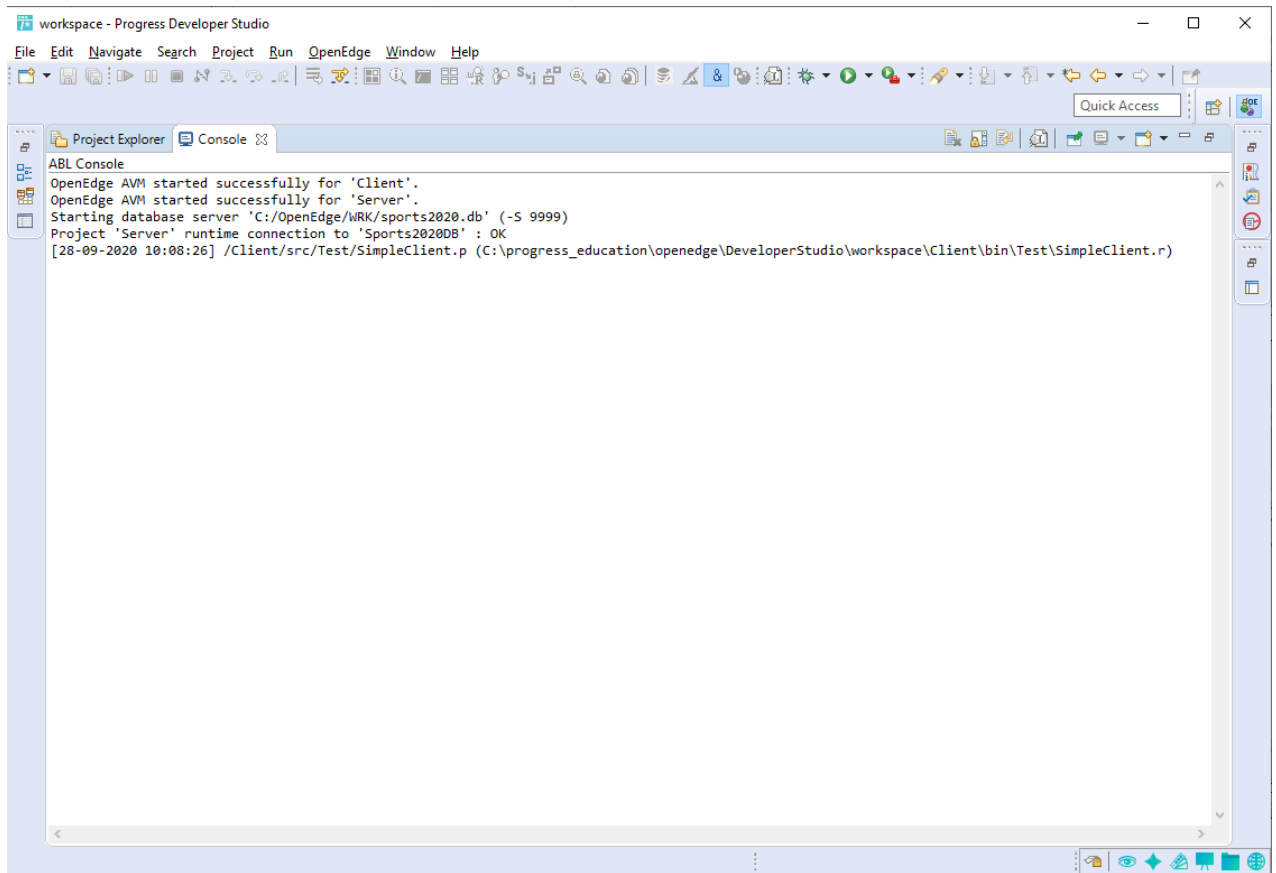 workspace - Progress Developer Studio
File Edit Navigate Search Project Run OpenEdge Window Help
Quick Access
Project Explorer Console
ABL Console
OpenEdge AVM started successfully for 'Client'.
OpenEdge AVM started successfully for 'Server'.
Starting database server 'C:/OpenEdge/WRK/sports2020.db' (-S 9999)
Project 'Server' runtime connection to 'Sports2020DB' : OK
[28-09-2020 10:08:26] /Client/src/Test/SimpleClient.p (C:\progress_education\openedge\DeveloperStudio\workspace\Client\bin\Test\SimpleClient.r)